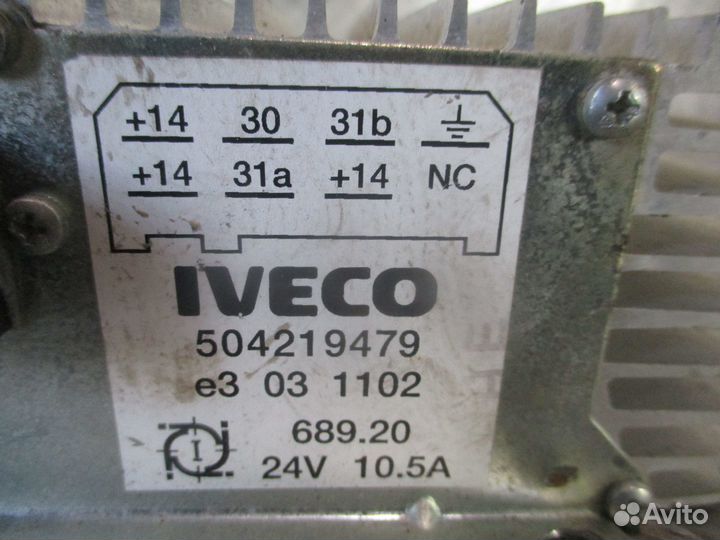 +14 30 31b
+14 31a +14 NC
IVECO
504219479
e3 03 1102
689.20
24V 10.5A
Avito